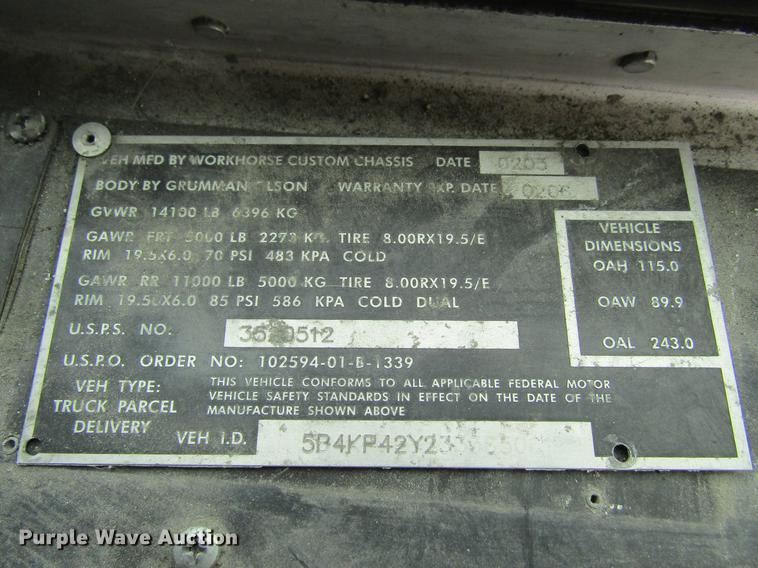 Purple Wave Auction
VEH MFD BY WORKHORSE CUSTOM CHASSIS DATE 0203
BODY BY GRUMMAN OLSON WARRANTY EXP. DATE
GVWR 14100 LB 6396 KG
GAWR FRT 5000 LB 2273 KG TIRE 8.00RX19.5/E
RIM 19.5X6.0 70 PSI 483 KPA COLD
GAWR RR 11000 LB 5000 KG TIRE 8.00RX19.5/E
RIM 19.50X6.0 85 PSI 586 KPA COLD DUAL
VEHICLE
DIMENSIONS
OAH 115.0
OAW 89.9
OAL 243.0
U.S.P.S. NO.
U.S.P.O. ORDER NO: 102594-01-B-1339
VEH TYPE:
TRUCK PARCEL
DELIVERY
THIS VEHICLE CONFORMS TO ALL APPLICABLE FEDERAL MOTOR
VEHICLE SAFETY STANDARDS IN EFFECT ON THE DATE OF THE
MANUFACTURE SHOWN ABOVE
VEH I.D.
Purple Wave Auction